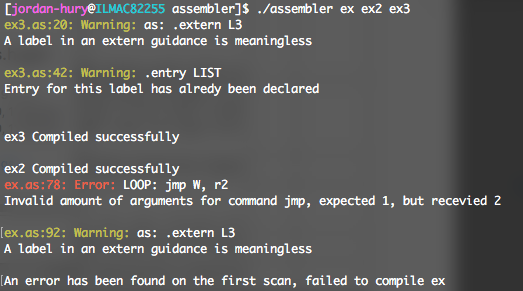 [jordan-hury@ILMAC82255 assembler]$ ./assembler ex ex2 ex3
ex3.as:20: Warning: as: .extern L3
A label in an extern guidance is meaningless
ex3.as:42: Warning: .entry LIST
Entry for this label has alredy been declared
ex3 Compiled successfully
ex2 Compiled successfully
ex.as:78: Error: LOOP: jmp W, r2
Invalid amount of arguments for command jmp, expected 1, but recevied 2
ex.as:92: Warning: as: .extern L3
A label in an extern guidance is meaningless
An error has been found on the first scan, failed to compile ex